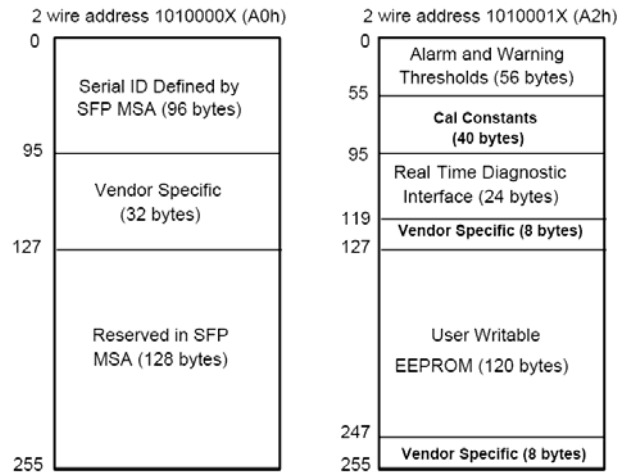 2 wire address 1010000X (A0h)
0
Serial ID Defined by
SFP MSA (96 bytes)
95
Vendor Specific
(32 bytes)
127
Reserved in SFP
MSA (128 bytes)
255
2 wire address 1010001X (A2h)
0
Alarm and Warning
Thresholds (56 bytes)
55
Cal Constants
(40 bytes)
95
Real Time Diagnostic
Interface (24 bytes)
119
Vendor Specific (8 bytes)
127
User Writable
EEPROM (120 bytes)
247
Vendor Specific (8 bytes)
255